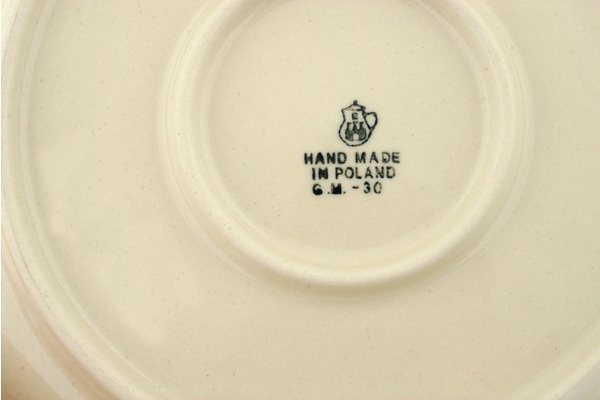 HAND MADE
IN POLAND
G.M. - 30